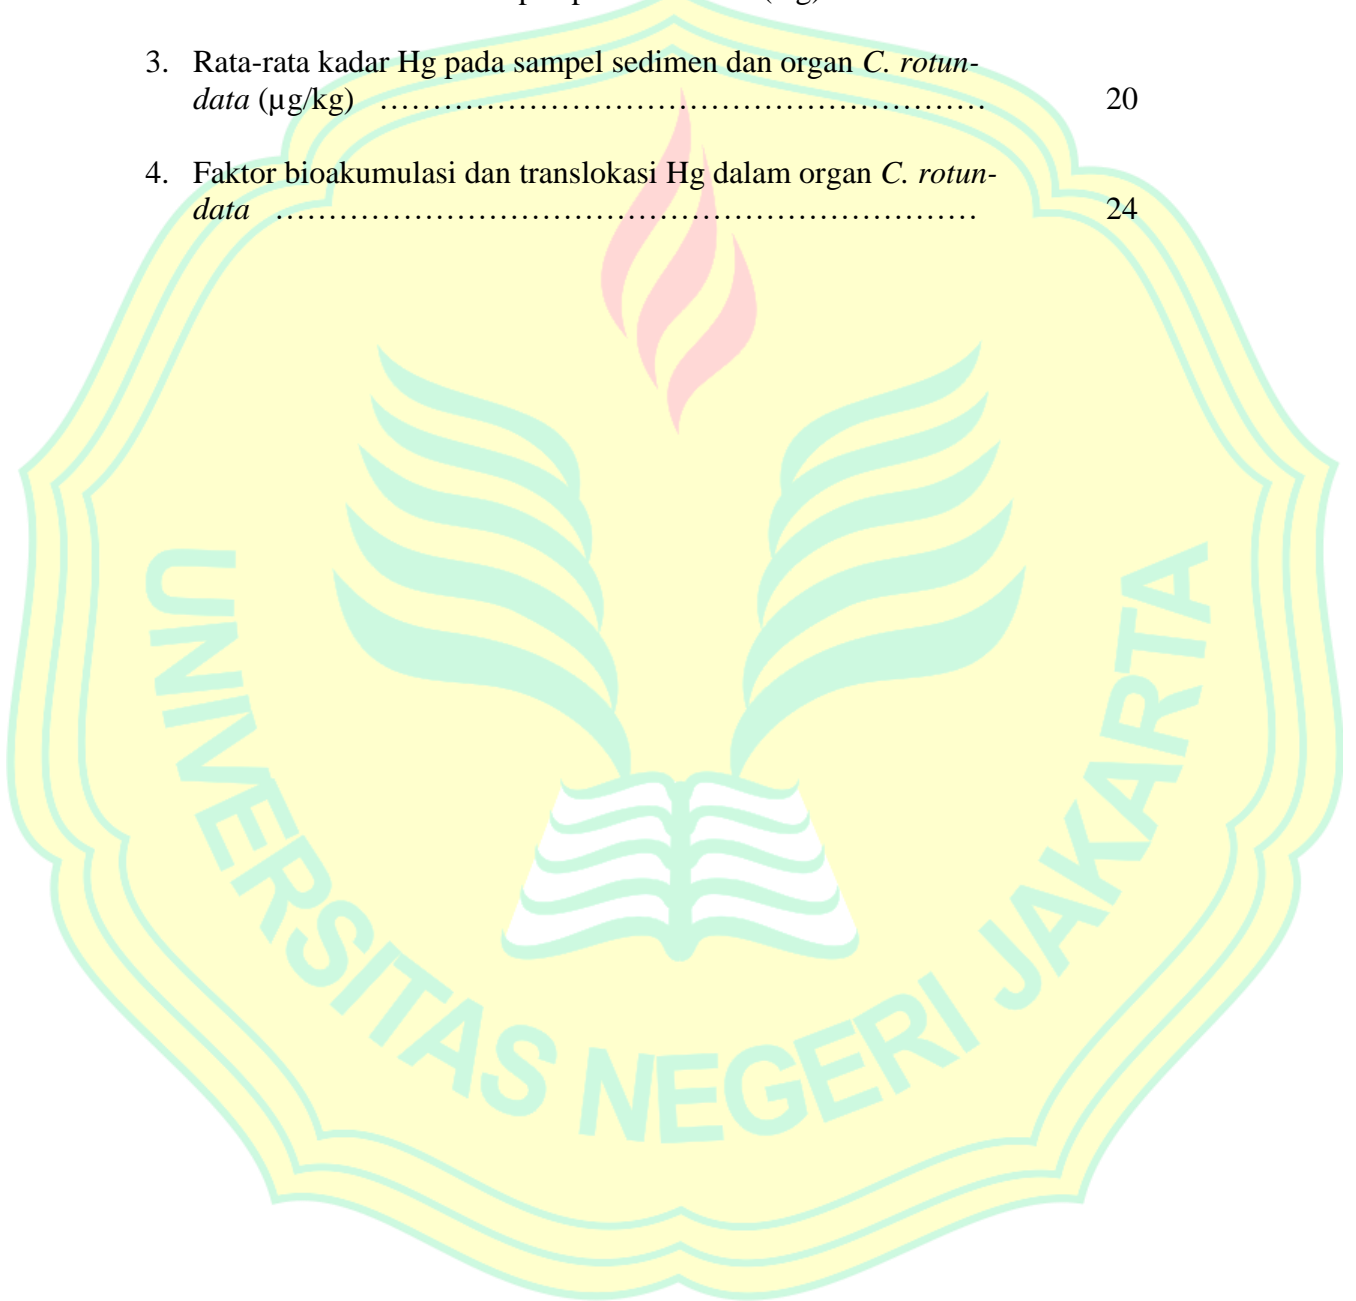 3. Rata-rata kadar Hg pada sampel sedimen dan organ C. rotun-
data (µg/kg) ………………………………………………… 20
4. Faktor bioakumulasi dan translokasi Hg dalam organ C. rotun-
data ………………………………………………………… 24
UNIVERSITAS NEGERI JAKARTA